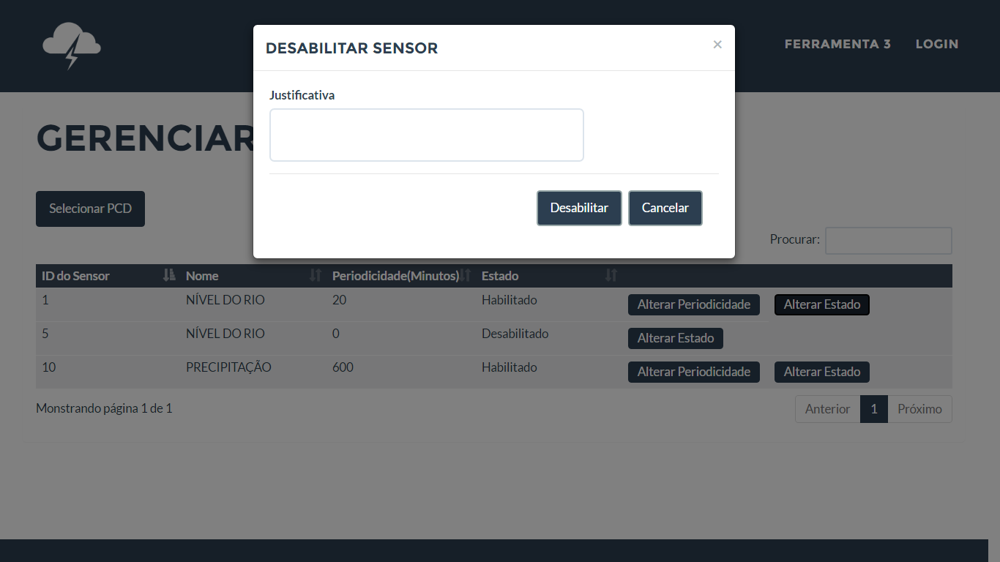 DESABILITAR SENSOR ×
FERRAMENTA 3 LOGIN
Justificativa
GERENCIAR
Selecionar PCD
Desabilitar Cancelar
Procurar:
ID do Sensor Nome Periodicidade(Minutos) Estado
1 NÍVEL DO RIO 20 Habilitado Alterar Periodicidade Alterar Estado
5 NÍVEL DO RIO 0 Desabilitado Alterar Estado
10 PRECIPITAÇÃO 600 Habilitado Alterar Periodicidade Alterar Estado
Monstrando página 1 de 1 Anterior 1 Próximo